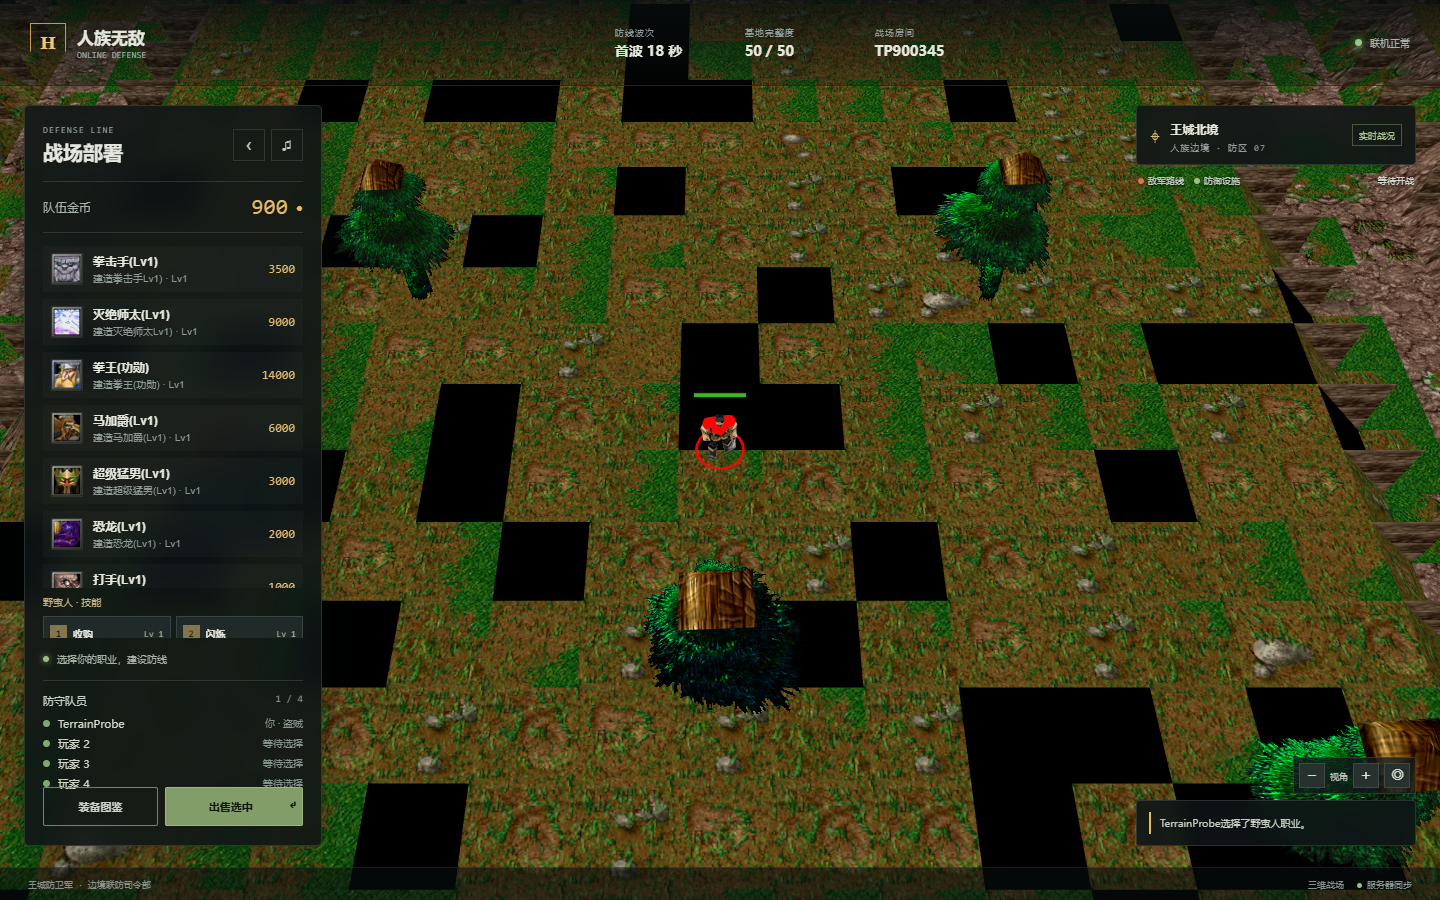 H
人族无敌
ONLINE DEFENSE
防线波次
首波 18 秒
基地完整度
50 / 50
战场房间
TP900345
联机正常
DEFENSE LINE
战场部署
队伍金币
900
拳击手(Lv1)
建造拳击手Lv1) · Lv1
3500
灭绝师太(Lv1)
建造灭绝师太Lv1) · Lv1
9000
拳王(功勋)
建造拳王(功勋) · Lv1
14000
马加爵(Lv1)
建造马加爵(Lv1) · Lv1
6000
超级猛男(Lv1)
建造超级猛男(Lv1) · Lv1
3000
恐龙(Lv1)
建造恐龙(Lv1) · Lv1
2000
打手(Lv1)
1000
野蛮人 · 技能
1 收购 Lv 1
2 闪烁 Lv 1
选择你的职业，建设防线
防守队员 1 / 4
TerrainProbe 你 · 盗贼
玩家 2 等待选择
玩家 3 等待选择
玩家 4 等待选择
装备图鉴
出售选中
王城北境
人族边境 · 防区 07
实时战况
敌军路线
防御设施
等待开战
− 视角 +
TerrainProbe选择了野蛮人职业。
王城防卫军 · 边境联防司令部
三维战场
服务器同步